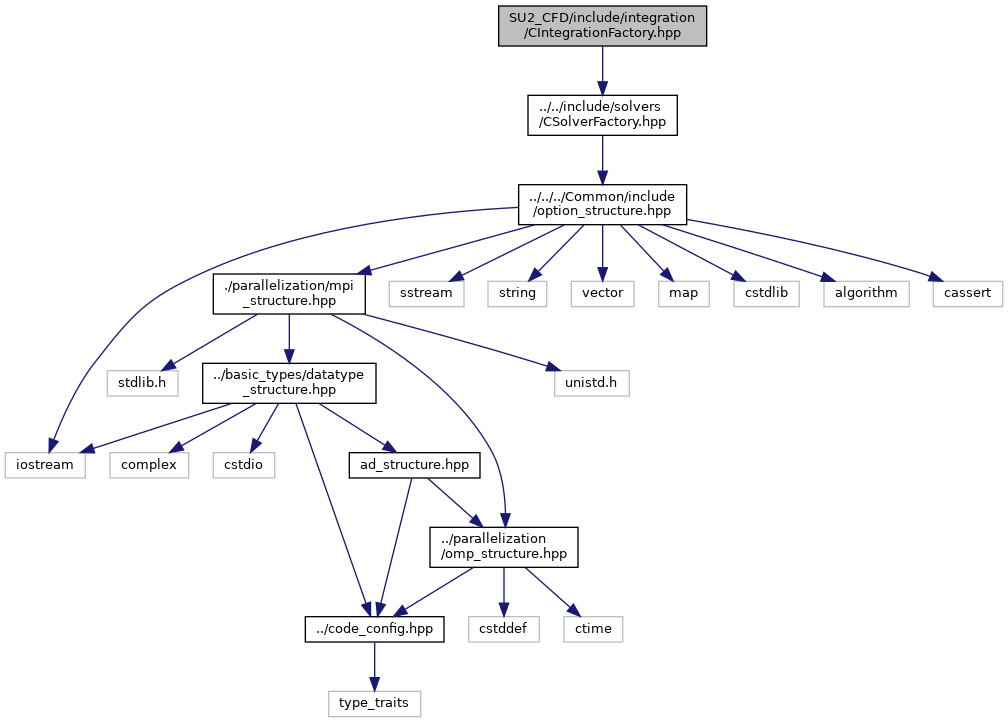 SU2_CFD/include/integration
/CIntegrationFactory.hpp
../../include/solvers
/CSolverFactory.hpp
../../../Common/include
/option_structure.hpp
./parallelization/mpi
_structure.hpp
sstream
string
vector
map
cstdlib
algorithm
cassert
stdlib.h
../basic_types/datatype
_structure.hpp
unistd.h
iostream
complex
cstdio
ad_structure.hpp
../parallelization
/omp_structure.hpp
../code_config.hpp
cstddef
ctime
type_traits